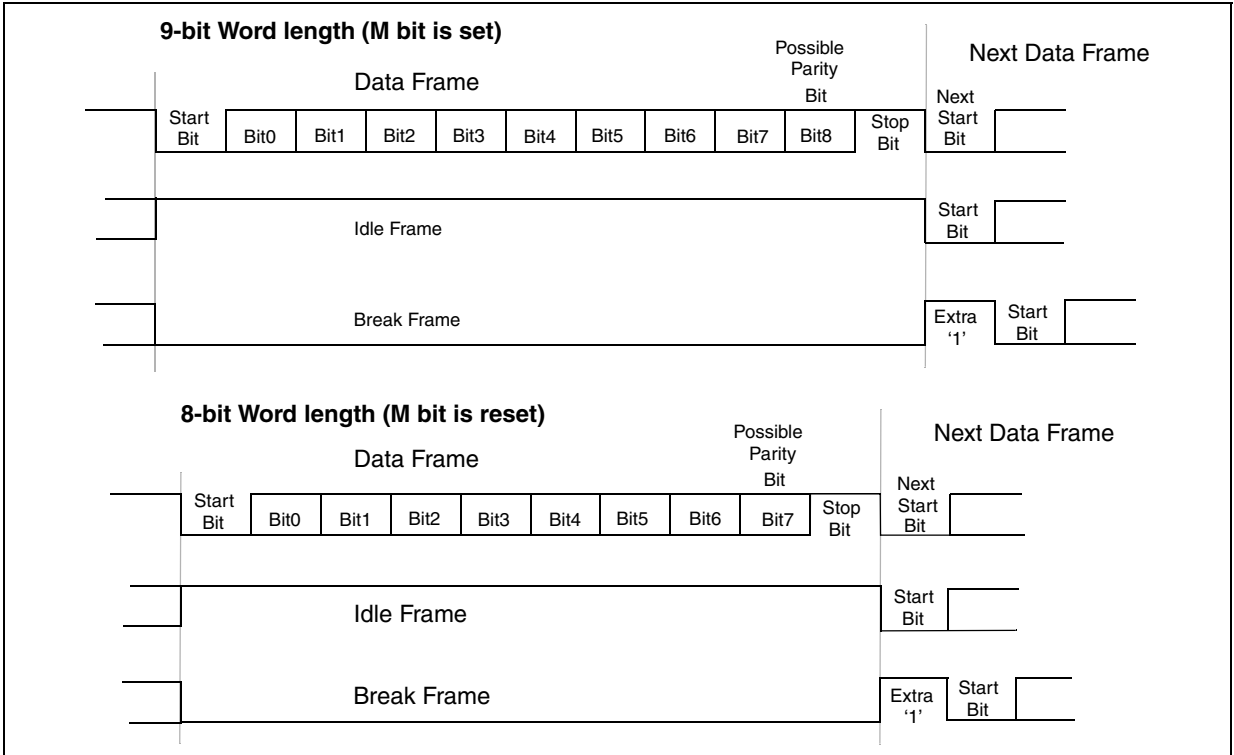 9-bit Word length (M bit is set)
Possible
Parity
Bit
Next Data Frame
Data Frame
Start
Bit
Bit0
Bit1
Bit2
Bit3
Bit4
Bit5
Bit6
Bit7
Bit8
Stop
Bit
Next
Start
Bit
Idle Frame
Start
Bit
Break Frame
Extra
‘1’
Start
Bit
8-bit Word length (M bit is reset)
Possible
Parity
Bit
Next Data Frame
Data Frame
Start
Bit
Bit0
Bit1
Bit2
Bit3
Bit4
Bit5
Bit6
Bit7
Stop
Bit
Next
Start
Bit
Idle Frame
Start
Bit
Break Frame
Extra
‘1’
Start
Bit